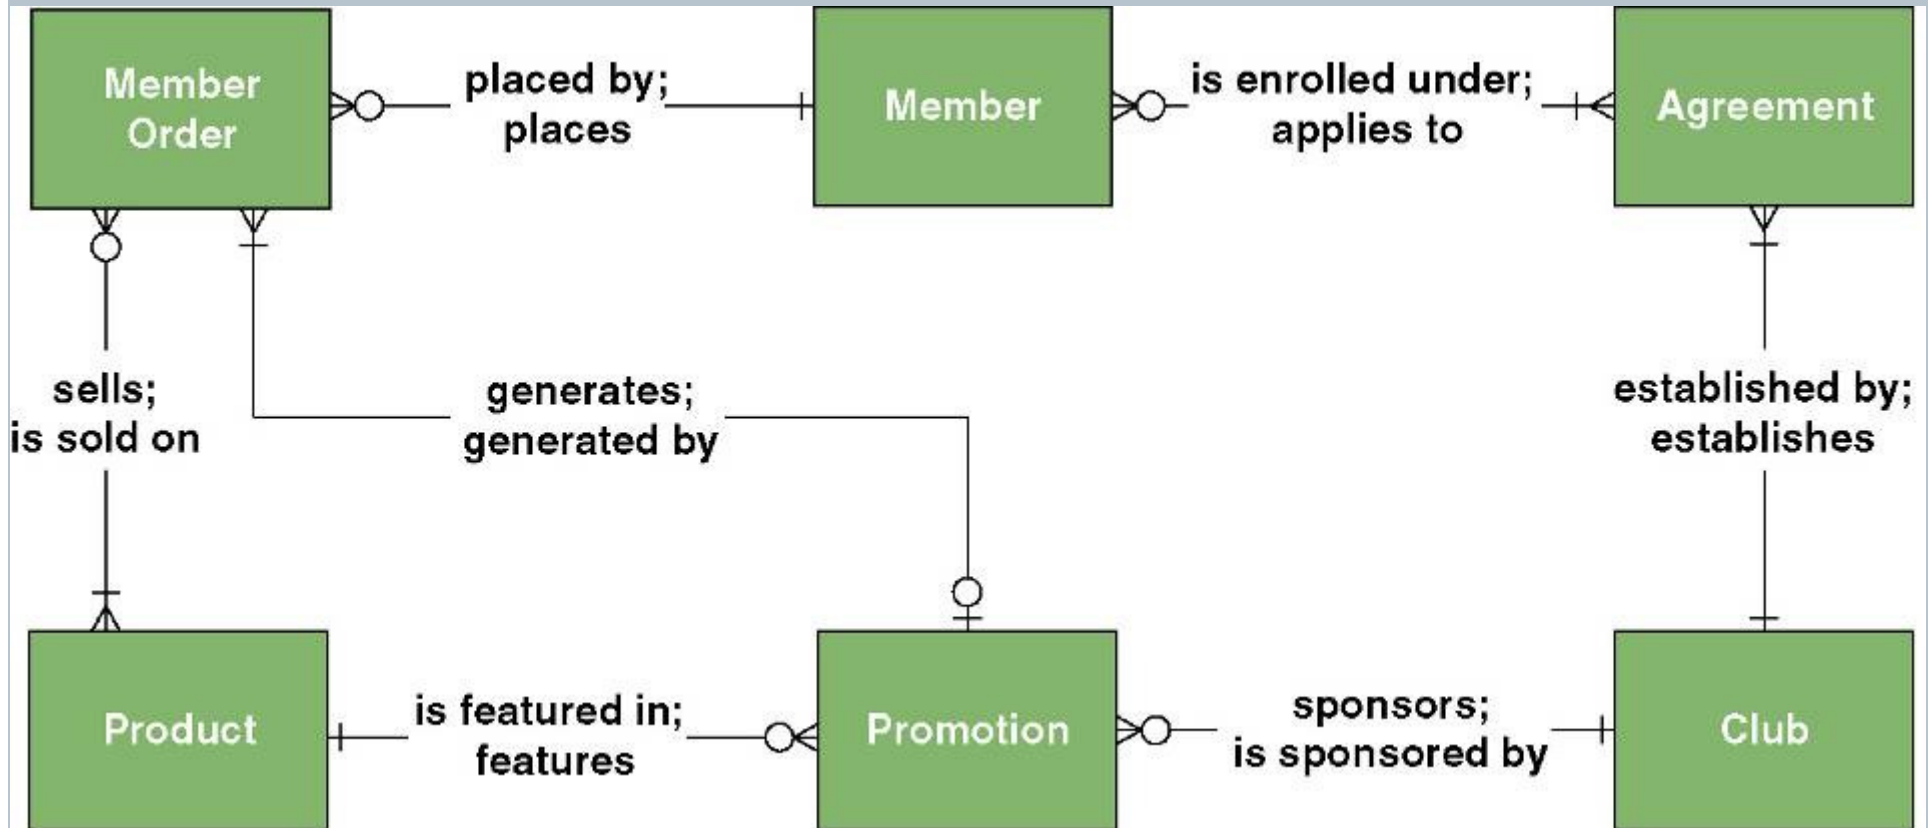 Member
Order
placed by;
places
Member
is enrolled under;
applies to
Agreement
sells;
is sold on
generates;
generated by
established by;
establishes
Product
is featured in;
features
Promotion
sponsors;
is sponsored by
Club